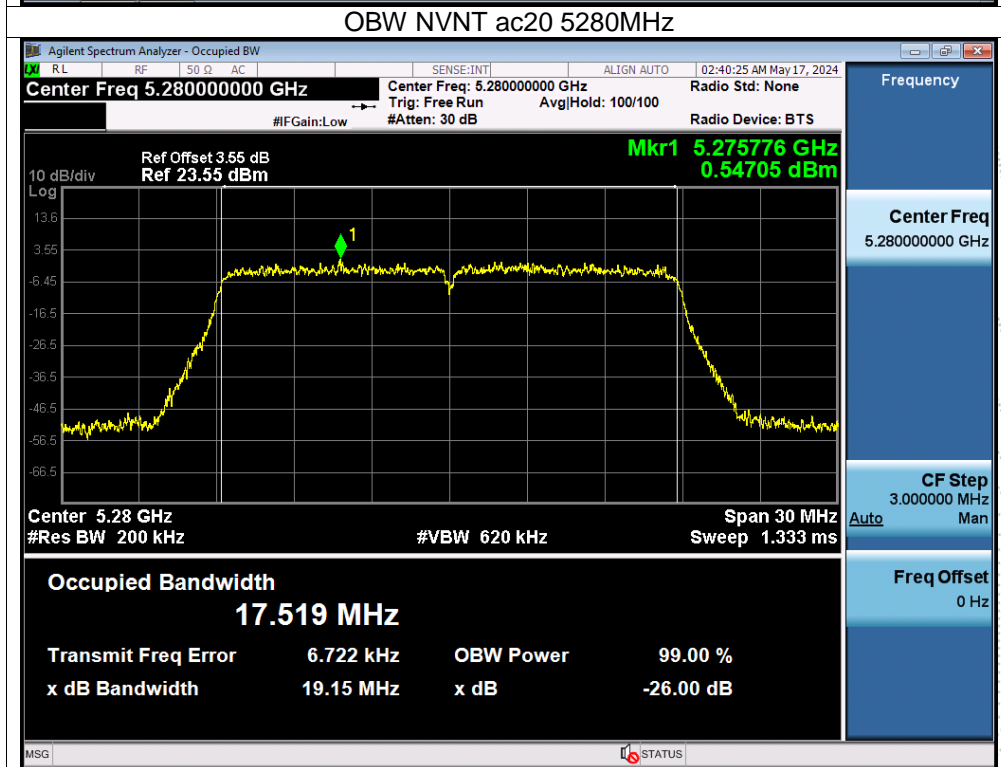 OBW NVNT ac20 5280MHz
Agilent Spectrum Analyzer - Occupied BW
LXI RL RF 50 Ω AC SENSE:INT ALIGN AUTO 02:40:25 AM May 17, 2024
Center Freq 5.280000000 GHz
Center Freq: 5.280000000 GHz Radio Std: None
Trig: Free Run Avg|Hold: 100/100
#IFGain:Low #Atten: 30 dB Radio Device: BTS
Frequency
Mkr1 5.275776 GHz
0.54705 dBm
Ref Offset 3.55 dB
10 dB/div Ref 23.55 dBm
Log
13.6
3.55
-6.45
-16.5
-26.5
-36.5
-46.5
-56.5
-66.5
1
Center 5.28 GHz Span 30 MHz
#Res BW 200 kHz #VBW 620 kHz Sweep 1.333 ms
Center Freq
5.280000000 GHz
CF Step
3.000000 MHz
Auto Man
Freq Offset
0 Hz
Occupied Bandwidth
17.519 MHz
Transmit Freq Error 6.722 kHz OBW Power 99.00 %
x dB Bandwidth 19.15 MHz x dB -26.00 dB
MSG STATUS